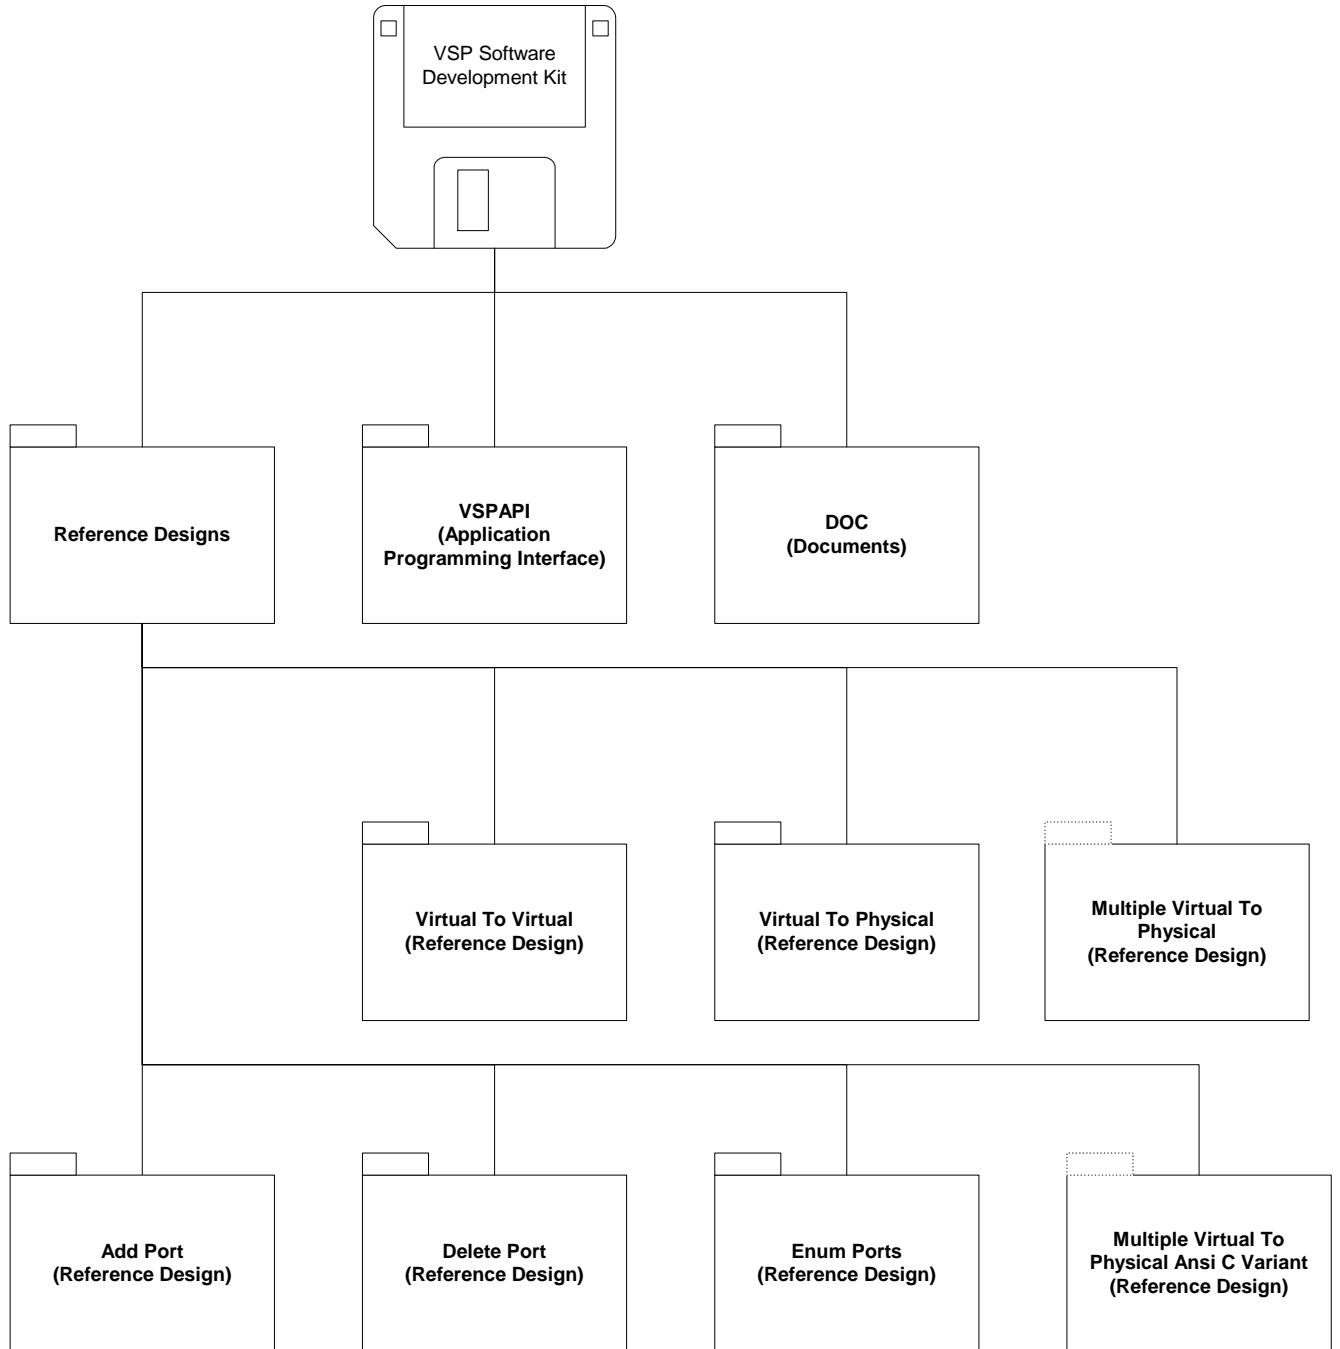 VSP Software
Development Kit
Reference Designs
VSPAPI
(Application
Programming Interface)
DOC
(Documents)
Virtual To Virtual
(Reference Design)
Virtual To Physical
(Reference Design)
Multiple Virtual To
Physical
(Reference Design)
Add Port
(Reference Design)
Delete Port
(Reference Design)
Enum Ports
(Reference Design)
Multiple Virtual To
Physical Ansi C Variant
(Reference Design)